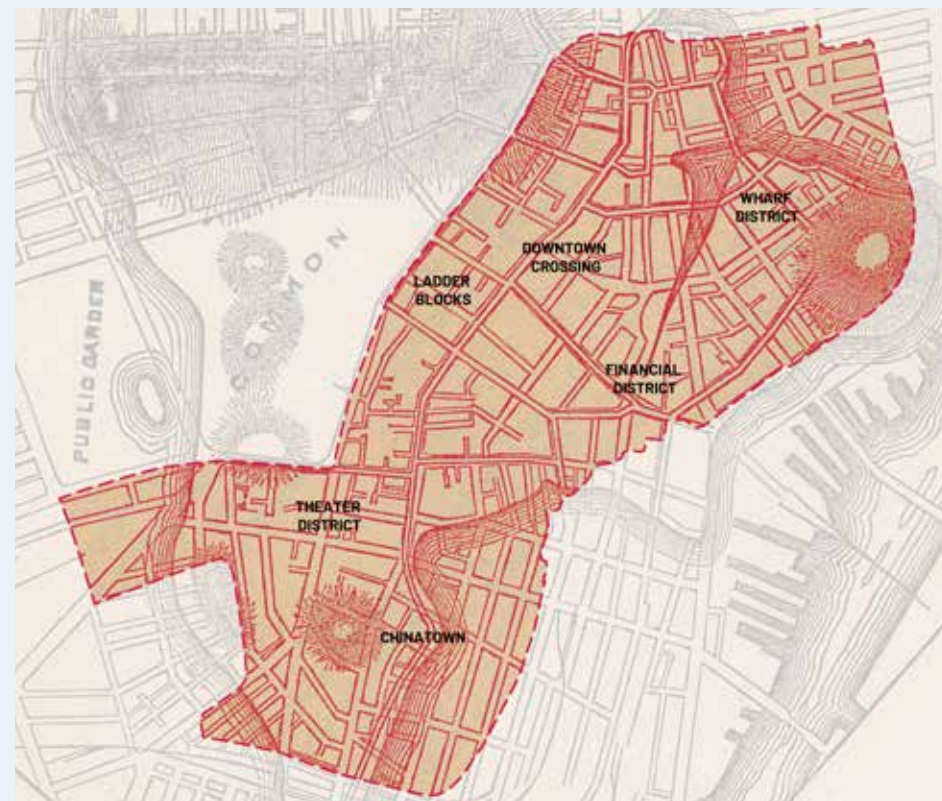 WHARF
DISTRICT
DOWNTOWN
CROSSING
LADDER
BLOCKS
COMMON
PUBLIC GARDEN
FINANCIAL
DISTRICT
THEATER
DISTRICT
CHINATOWN